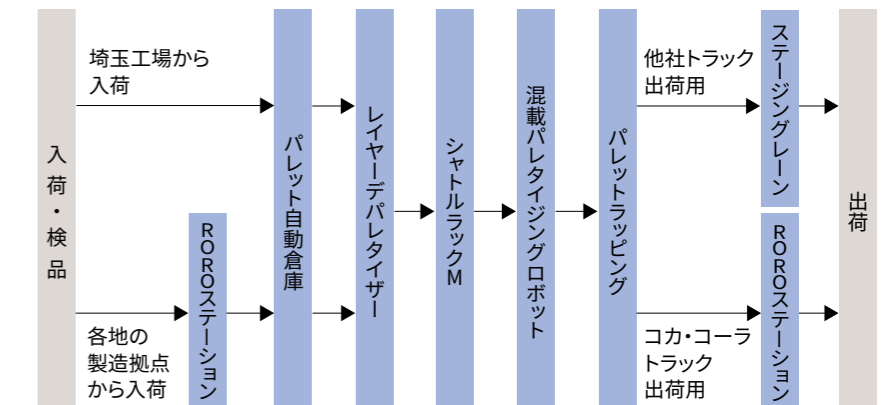 入荷・検品
埼玉工場から
入荷
各地の
製造拠点
から入荷
ROROステーション
パレット自動倉庫
レイヤーデパレタイザー
シャトルラックM
混載パレタイジングロボット
パレットラッピング
他社トラック
出荷用
コカ・コーラ
トラック
出荷用
ステージングレーン
ROROステーション
出荷